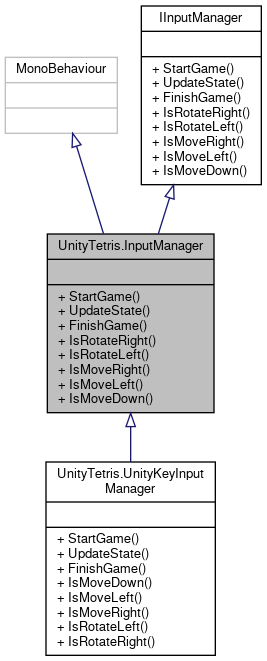 IInputManager
+ StartGame()
+ UpdateState()
+ FinishGame()
+ IsRotateRight()
+ IsRotateLeft()
+ IsMoveRight()
+ IsMoveLeft()
+ IsMoveDown()
MonoBehaviour
UnityTetris.InputManager
+ StartGame()
+ UpdateState()
+ FinishGame()
+ IsRotateRight()
+ IsRotateLeft()
+ IsMoveRight()
+ IsMoveLeft()
+ IsMoveDown()
UnityTetris.UnityKeyInput
Manager
+ StartGame()
+ UpdateState()
+ FinishGame()
+ IsMoveDown()
+ IsMoveLeft()
+ IsMoveRight()
+ IsRotateLeft()
+ IsRotateRight()